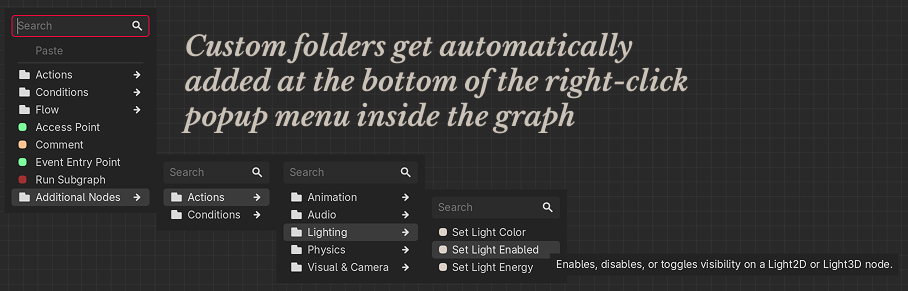 Search
Paste
Actions
Conditions
Flow
Access Point
Comment
Event Entry Point
Run Subgraph
Additional Nodes
Custom folders get automatically
added at the bottom of the right-click
popup menu inside the graph
Search
Actions
Conditions
Search
Animation
Audio
Lighting
Physics
Visual & Camera
Search
Set Light Color
Set Light Enabled
Set Light Energy
Enables, disables, or toggles visibility on a Light2D or Light3D node.